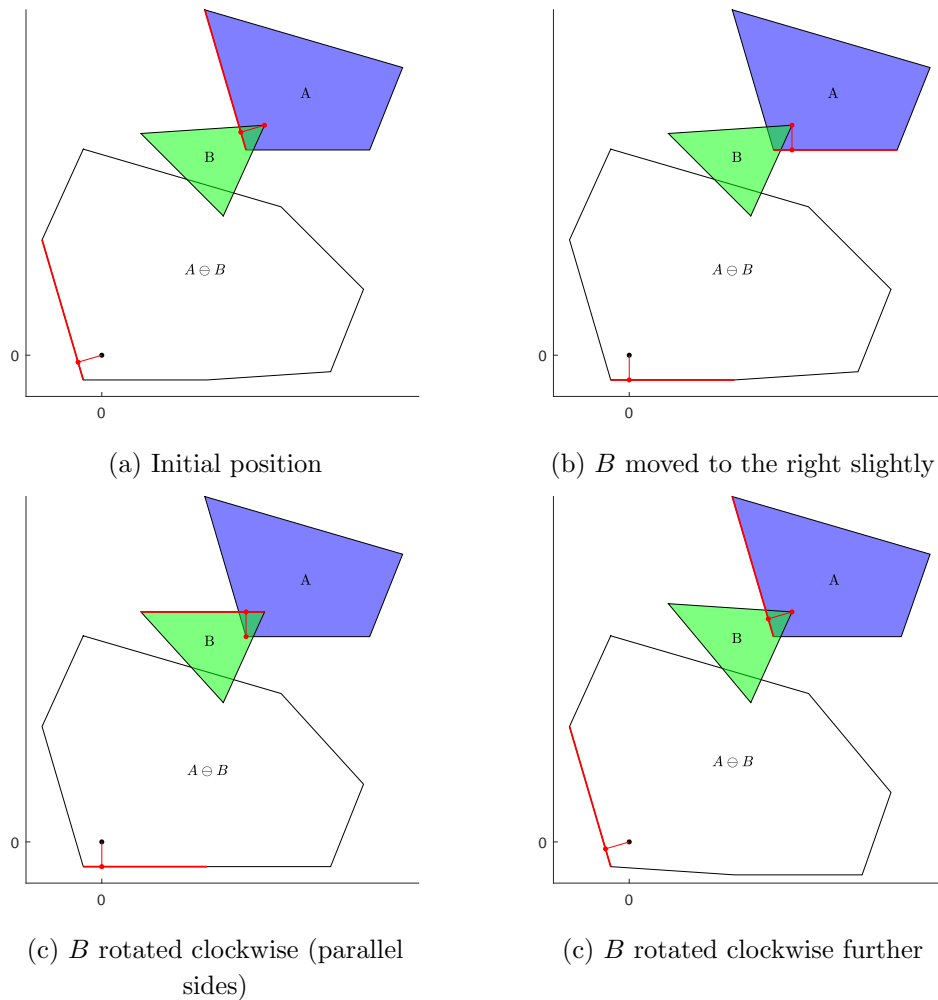 A
B
A ⊖ B
0
0
(a) Initial position
A
B
A ⊖ B
0
0
(b) B moved to the right slightly
A
B
A ⊖ B
0
0
(c) B rotated clockwise (parallel
sides)
A
B
A ⊖ B
0
0
(c) B rotated clockwise further